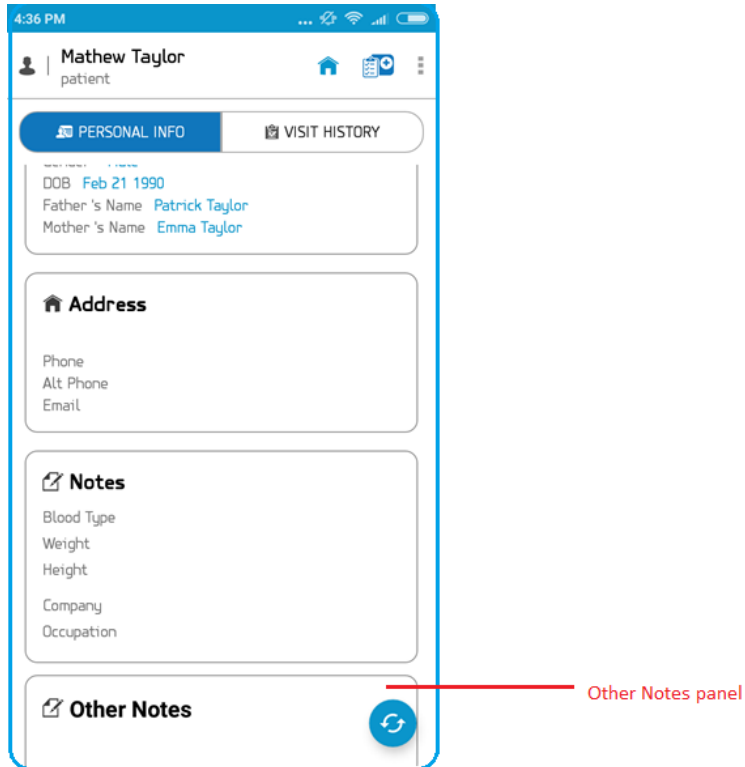 4:36 PM
...
Mathew Taylor
patient
PERSONAL INFO
VISIT HISTORY
DOB Feb 21 1990
Father 's Name Patrick Taylor
Mother 's Name Emma Taylor
Address
Phone
Alt Phone
Email
Notes
Blood Type
Weight
Height
Company
Occupation
Other Notes panel
Other Notes